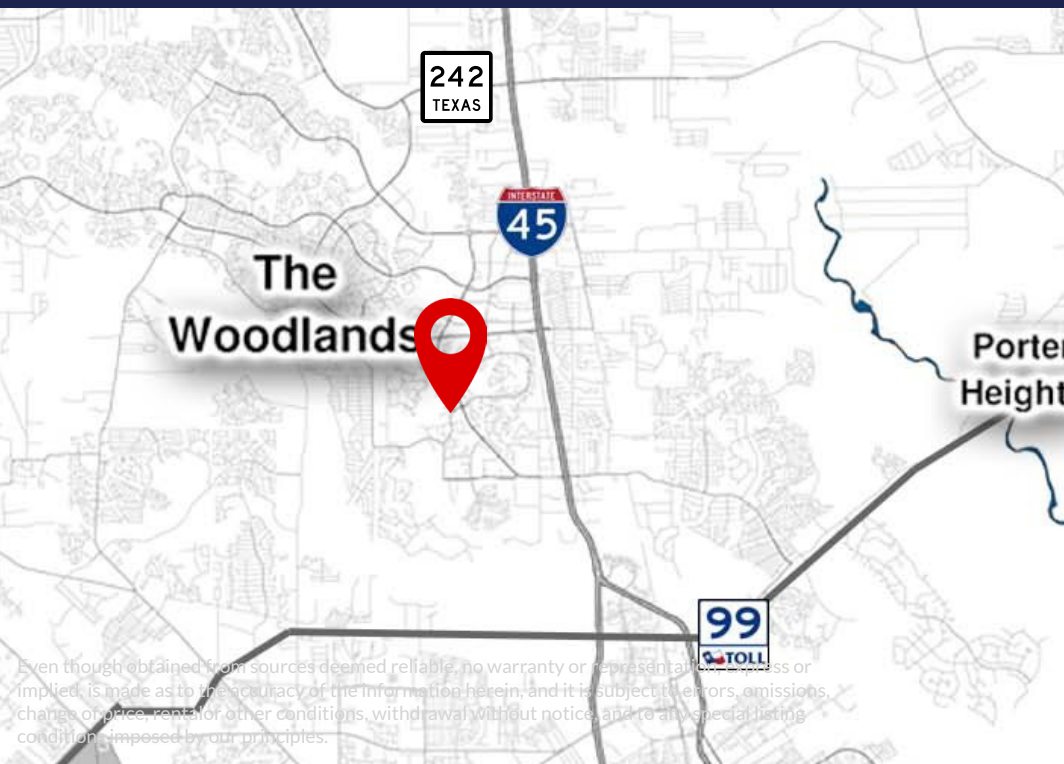 242
TEXAS
INTERSTATE
45
The
Woodlands
Porter
Height
99
TOLL
Even though obtained from sources deemed reliable, no warranty or representation, express or
implied, is made as to the accuracy of the information herein, and it is subject to errors, omissions,
change of price, rental or other conditions, withdrawal without notice, and to any special listing
conditions imposed by our principles.